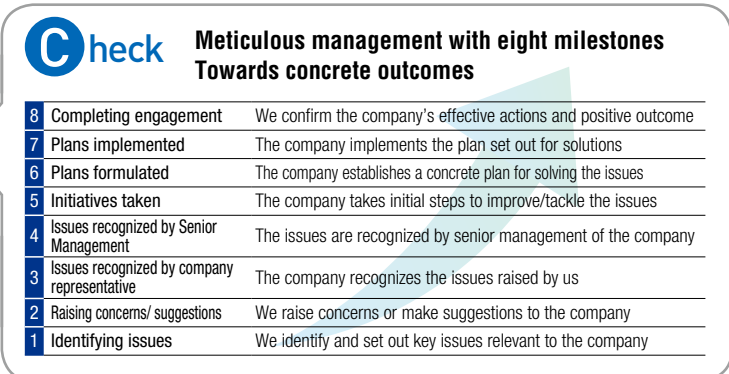 Check
Meticulous management with eight milestones
Towards concrete outcomes
8 Completing engagement We confirm the company's effective actions and positive outcome
7 Plans implemented The company implements the plan set out for solutions
6 Plans formulated The company establishes a concrete plan for solving the issues
5 Initiatives taken The company takes initial steps to improve/tackle the issues
4 Issues recognized by Senior
Management The issues are recognized by senior management of the company
3 Issues recognized by company
representative The company recognizes the issues raised by us
2 Raising concerns/ suggestions We raise concerns or make suggestions to the company
1 Identifying issues We identify and set out key issues relevant to the company